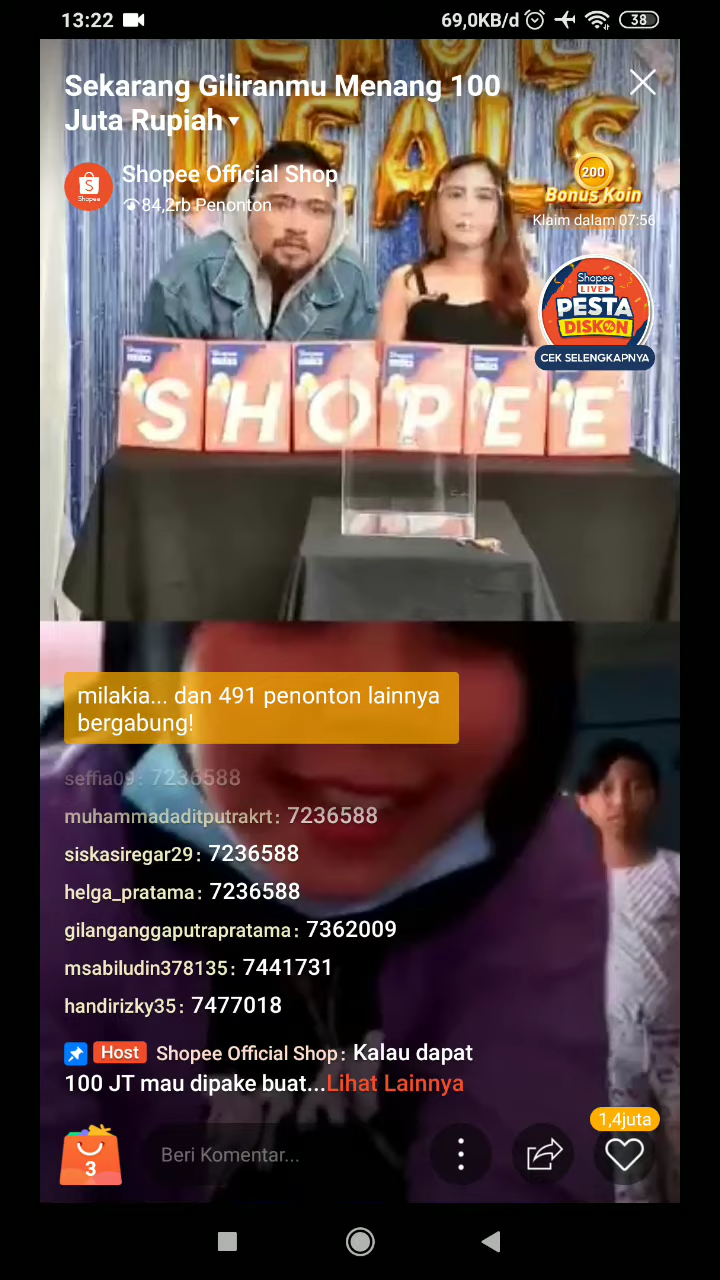 13:22
69,0KB/d
38
LIVE
DEALS
Sekarang Giliranmu Menang 100
Juta Rupiah
Shopee
Shopee Official Shop
84,2rb Penonton
200
Bonus Koin
Klaim dalam 07:56
Shopee
LIVE
PESTA
DISKON
CEK SELENGKAPNYA
SHOPEE
milakia... dan 491 penonton lainnya
bergabung!
seffia09: 7236588
muhammadaditputrakrt: 7236588
siskasiregar29: 7236588
helga_pratama: 7236588
gilanganggaputrapratama: 7362009
msabiludin378135: 7441731
handirizky35: 7477018
Host Shopee Official Shop: Kalau dapat
100 JT mau dipake buat...Lihat Lainnya
1,4juta
3
Beri Komentar...